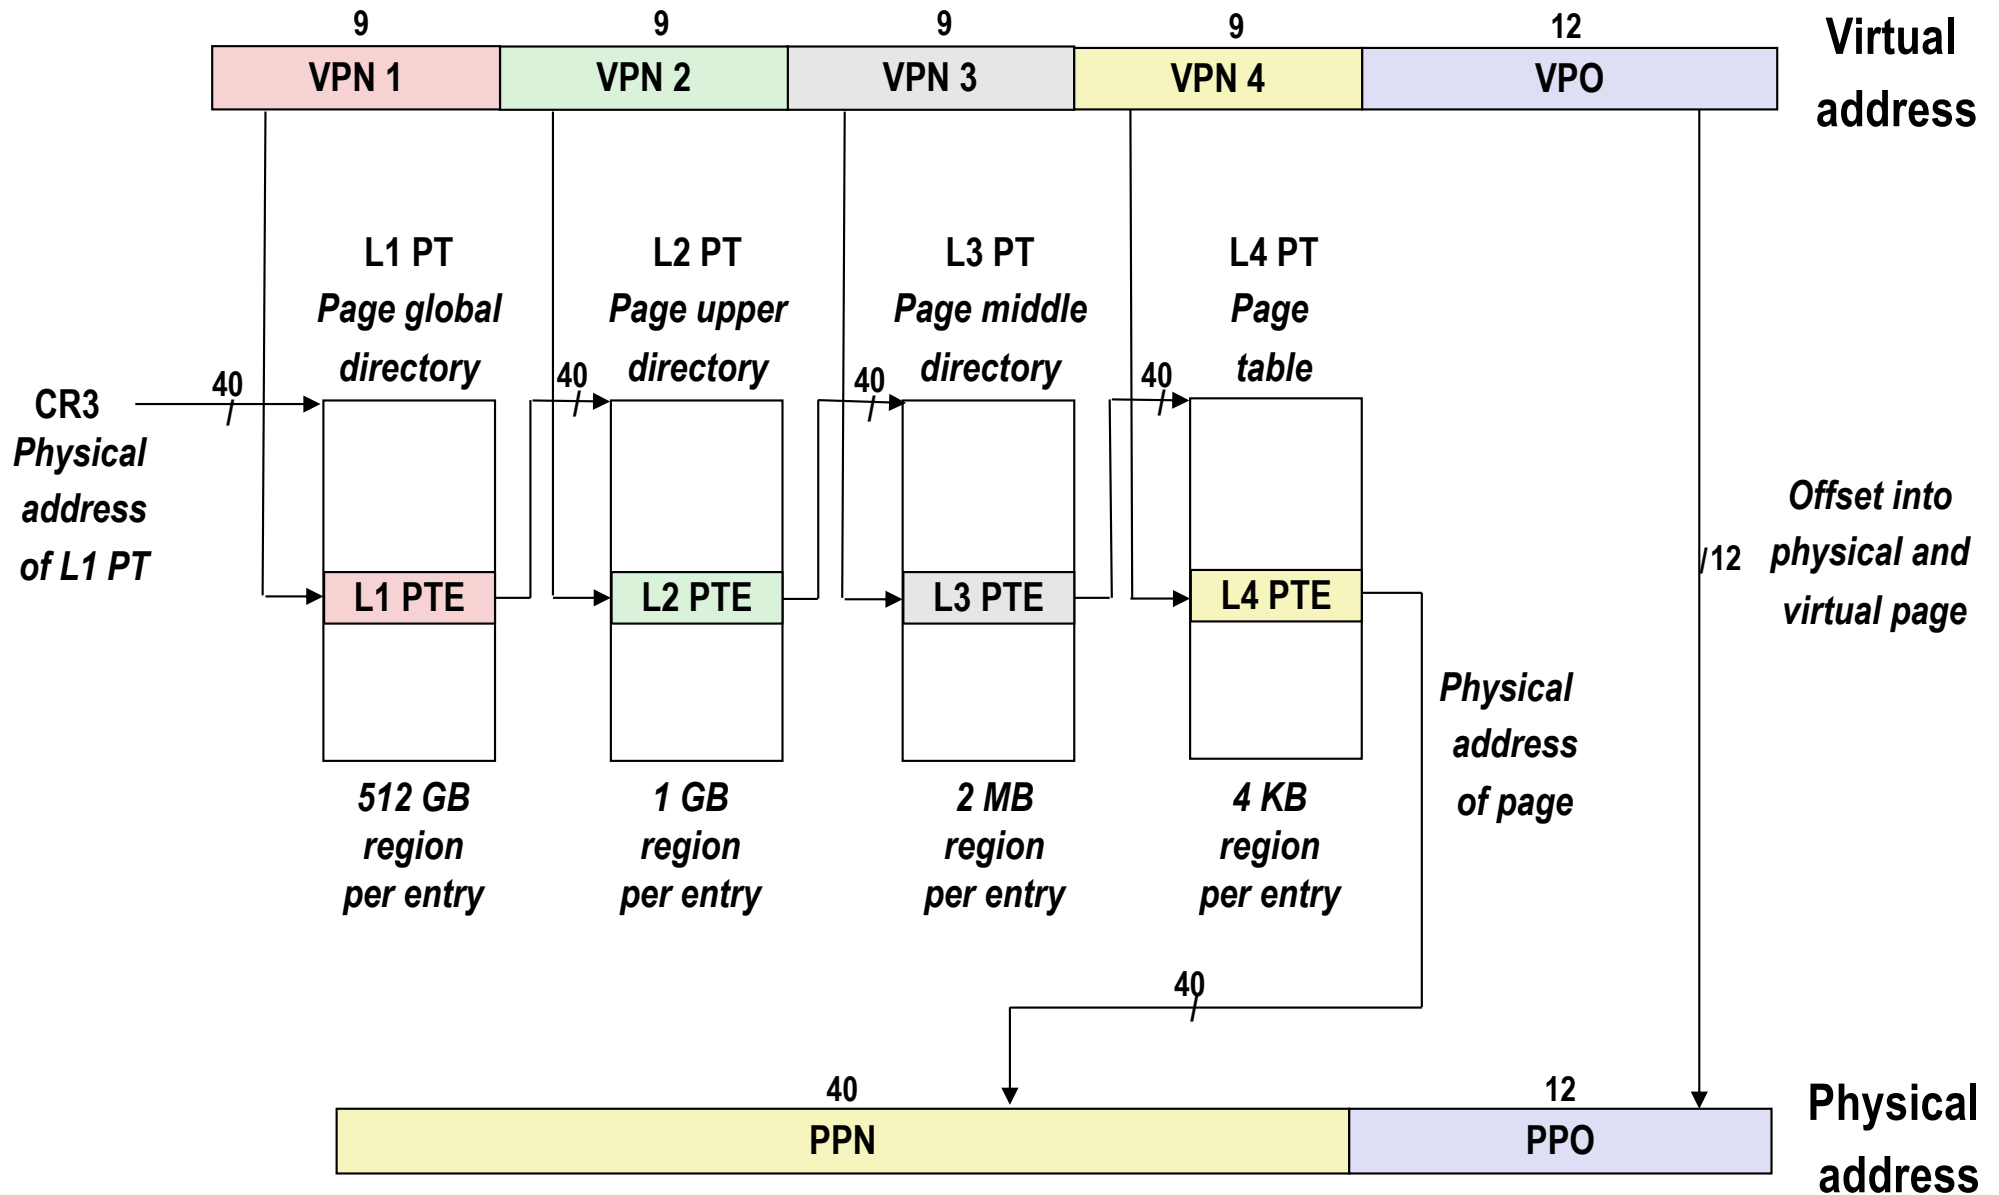 9 9 9 9 12
VPN 1 VPN 2 VPN 3 VPN 4 VPO
Virtual
address
L1 PT
Page global
directory
L2 PT
Page upper
directory
L3 PT
Page middle
directory
L4 PT
Page
table
CR3
Physical
address
of L1 PT
40
40
40
40
L1 PTE
L2 PTE
L3 PTE
L4 PTE
/12
Offset into
physical and
virtual page
512 GB
region
per entry
1 GB
region
per entry
2 MB
region
per entry
4 KB
region
per entry
Physical
address
of page
40
40 12
PPN PPO
Physical
address